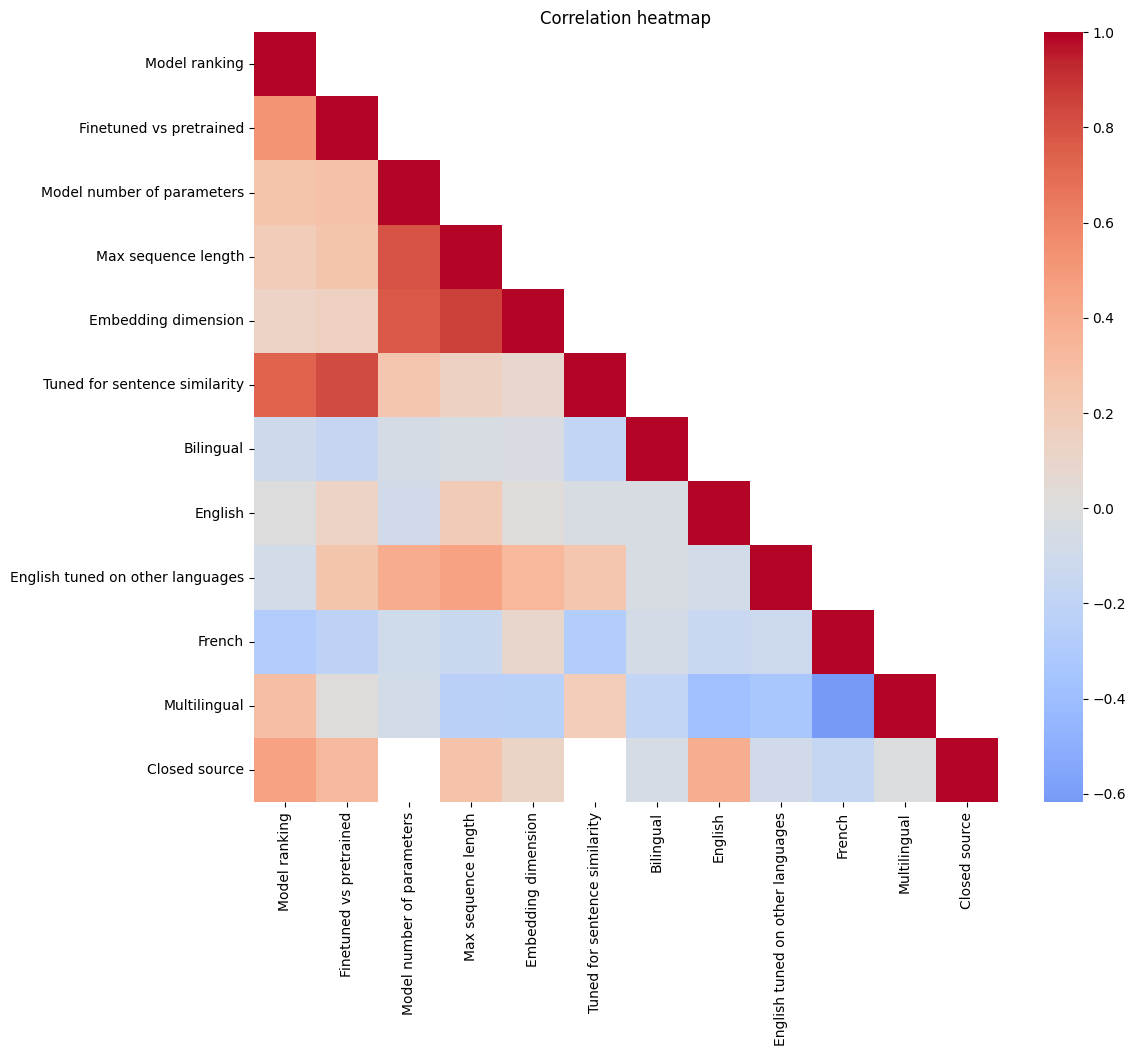 Correlation heatmap
Model ranking
Finetuned vs pretrained
Model number of parameters
Max sequence length
Embedding dimension
Tuned for sentence similarity
Bilingual
English
English tuned on other languages
French
Multilingual
Closed source
Model ranking
Finetuned vs pretrained
Model number of parameters
Max sequence length
Embedding dimension
Tuned for sentence similarity
Bilingual
English
English tuned on other languages
French
Multilingual
Closed source
1.0
0.8
0.6
0.4
0.2
0.0
−0.2
−0.4
−0.6